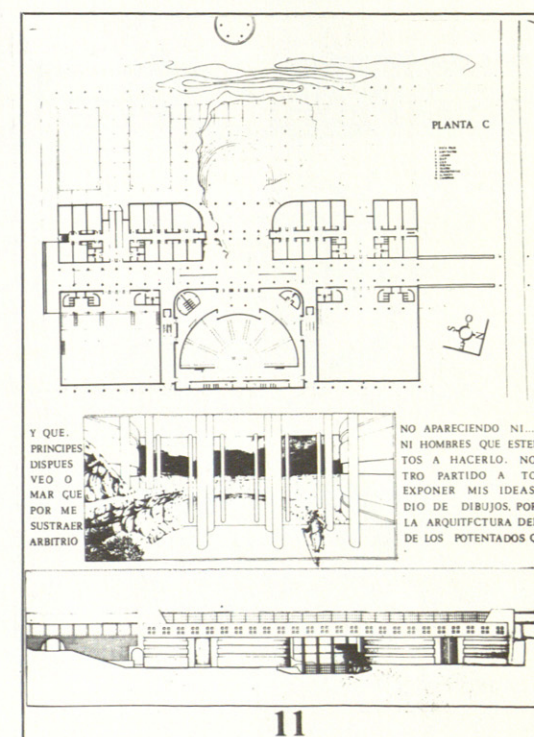 PLANTA C
Y QUE.
PRINCIPES
DISPUES
VEO O
MAR QUE
POR ME
SUSTRAER
ARBITRIO
NO APARECIENDO NI...
NI HOMBRES QUE ESTE
TOS A HACERLO. NO
TRO PARTIDO A TO
EXPONER MIS IDEAS
DIO DE DIBUJOS. POR
LA ARQUITECTURA DE
DE LOS POTENTADOS Q
11